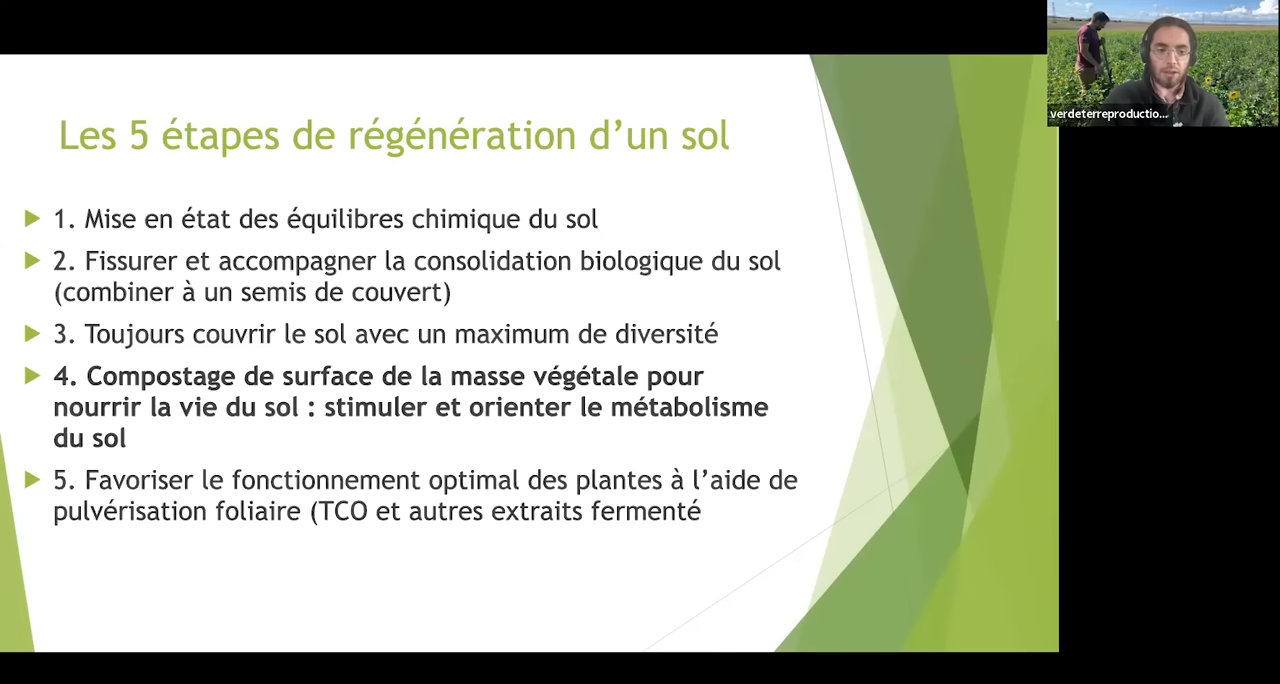 verdeterreproductio...
Les 5 étapes de régénération d’un sol
1. Mise en état des équilibres chimique du sol
2. Fissurer et accompagner la consolidation biologique du sol
(combiner à un semis de couvert)
3. Toujours couvrir le sol avec un maximum de diversité
4. Compostage de surface de la masse végétale pour
nourrir la vie du sol : stimuler et orienter le métabolisme
du sol
5. Favoriser le fonctionnement optimal des plantes à l’aide de
pulvérisation foliaire (TCO et autres extraits fermenté